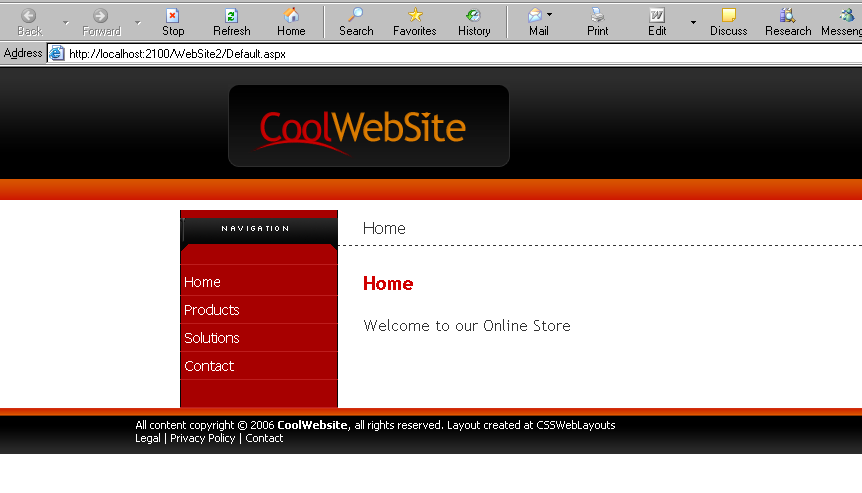 Back Forward Stop Refresh Home Search Favorites History Mail Print Edit Discuss Research
Address http://localhost:2100/WebSite2/Default.aspx
CoolWebSite
NAVIGATION
Home
Home
Home
Products
Welcome to our Online Store
Solutions
Contact
All content copyright © 2006 CoolWebsite, all rights reserved. Layout created at CSSWebLayouts
Legal | Privacy Policy | Contact